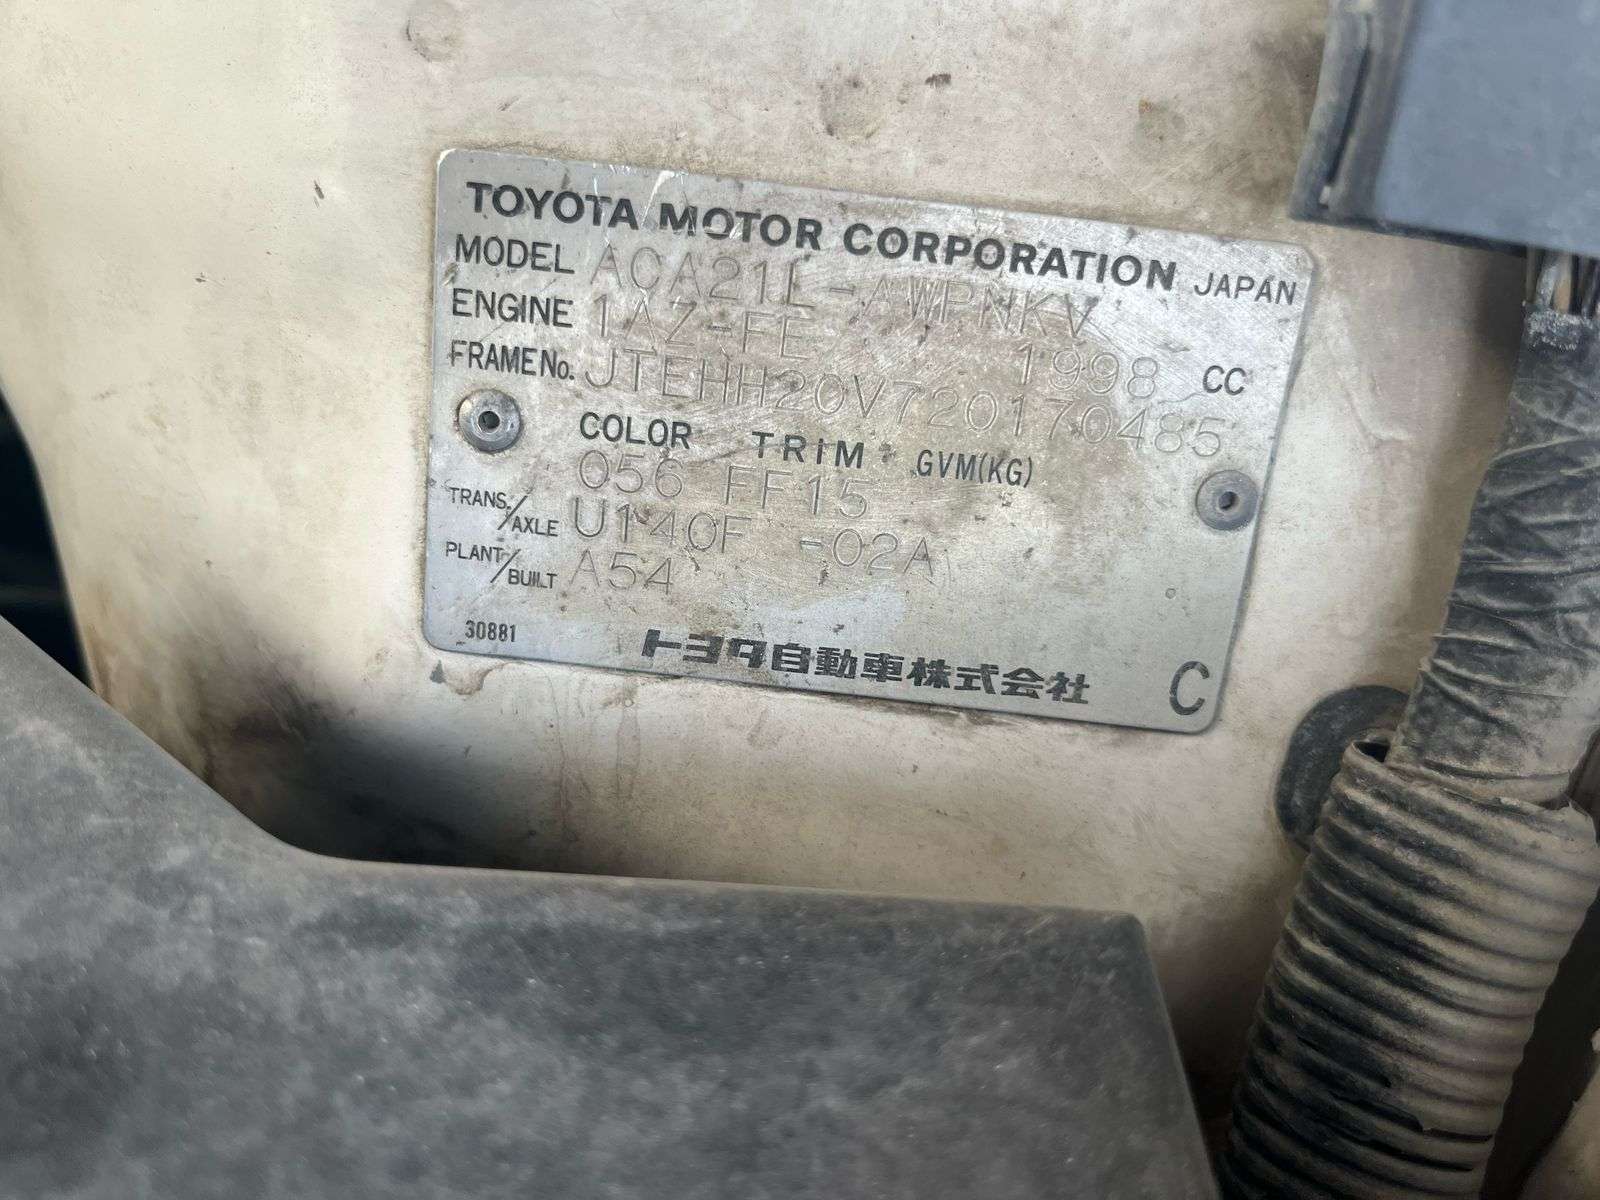 TOYOTA MOTOR CORPORATION JAPAN
MODEL ACA21L-AWPNKV
ENGINE 1AZ-FE 1998 CC
FRAME No. JTEHH20V720170485
COLOR TRIM GVM(KG)
056 FF15
TRANS./AXLE U140F -02A
PLANT/BUILT A54
30881
トヨタ自動車株式会社
C